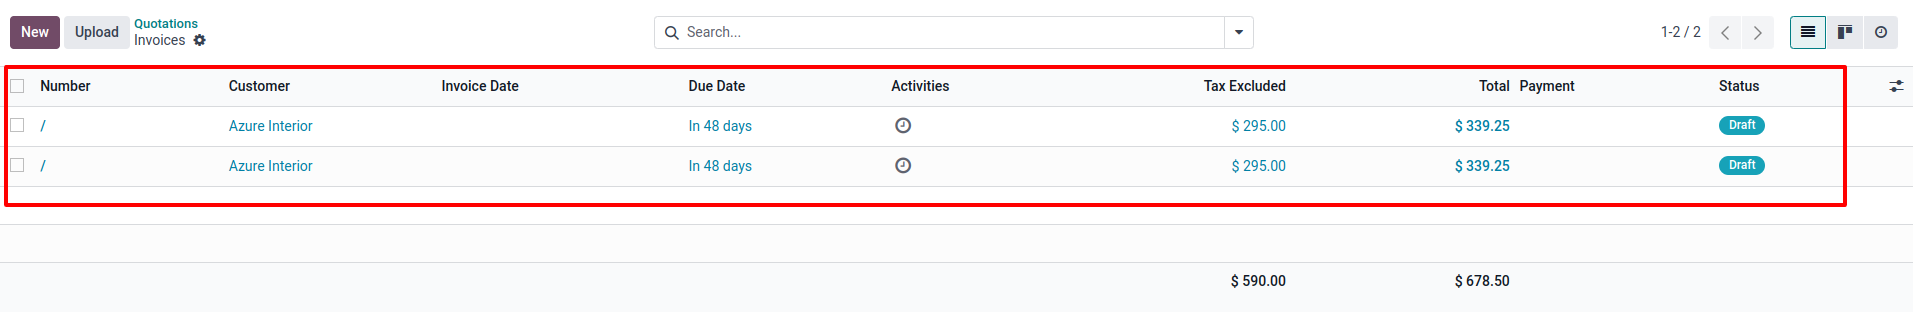 New Upload Quotations
Invoices
Search...
1-2 / 2
Number Customer Invoice Date Due Date Activities Tax Excluded Total Payment Status
/ Azure Interior In 48 days $ 295.00 $ 339.25 Draft
/ Azure Interior In 48 days $ 295.00 $ 339.25 Draft
$ 590.00 $ 678.50